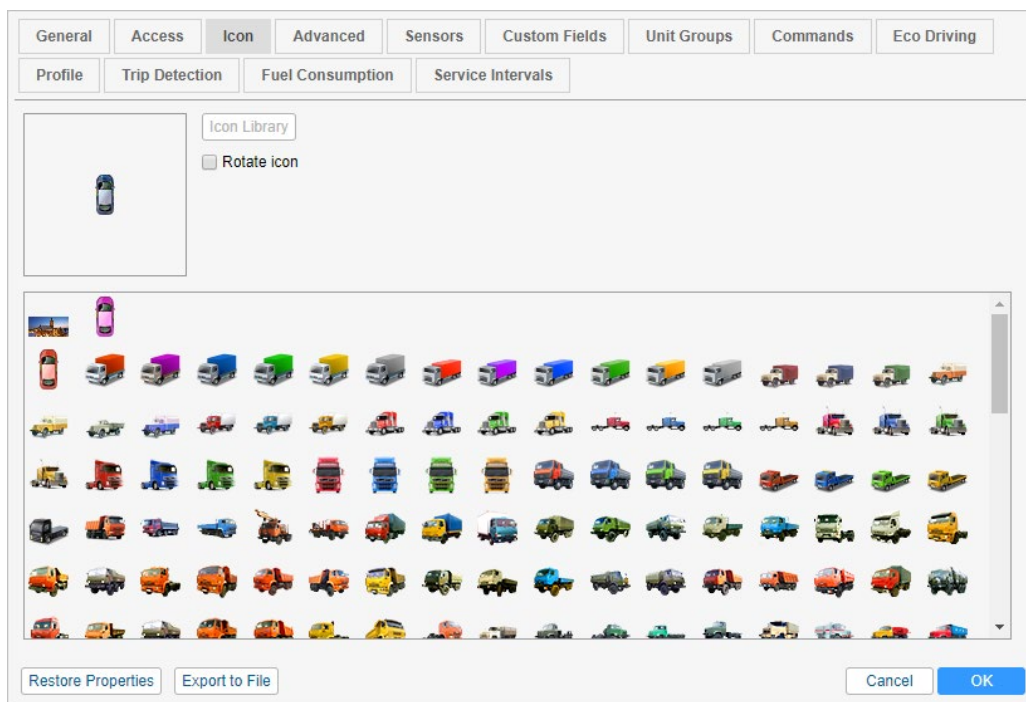 General Access Icon Advanced Sensors Custom Fields Unit Groups Commands Eco Driving
Profile Trip Detection Fuel Consumption Service Intervals
Icon Library
Rotate icon
Restore Properties Export to File Cancel OK